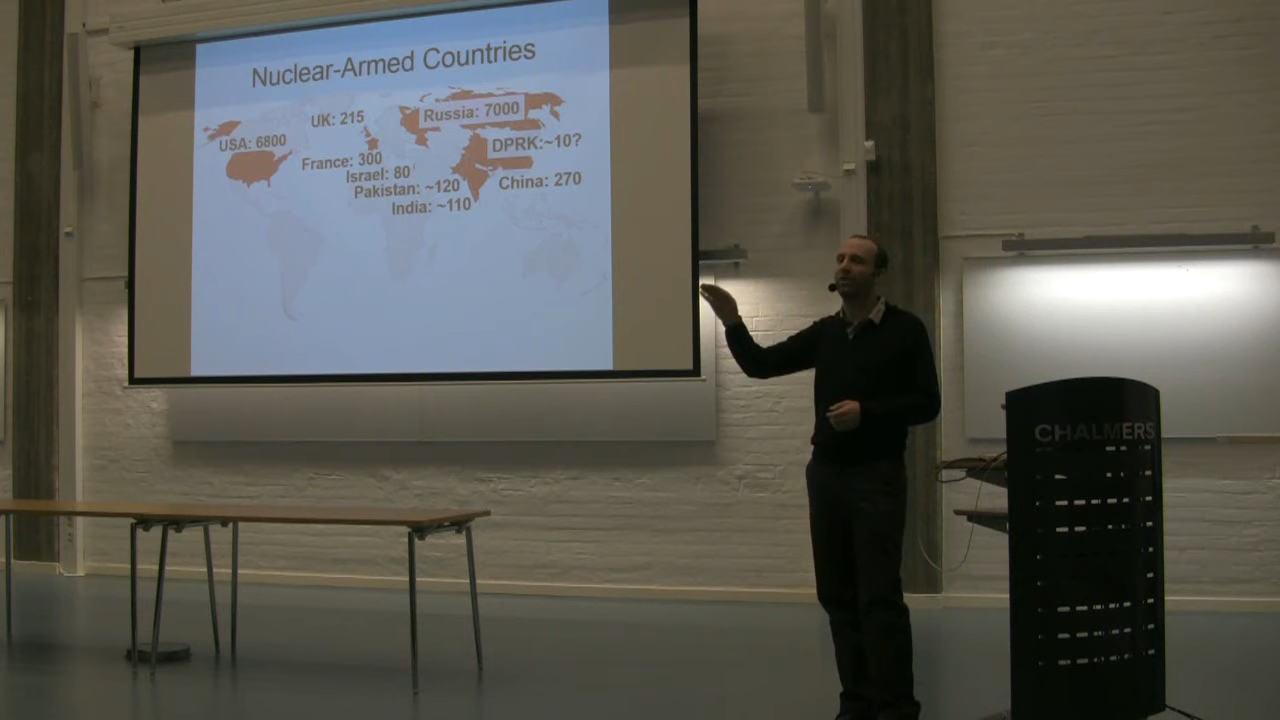 Nuclear-Armed Countries
UK: 215
Russia: 7000
USA: 6800
DPRK:~10?
France: 300
Israel: 80
China: 270
Pakistan: ~120
India: ~110
CHALMERS